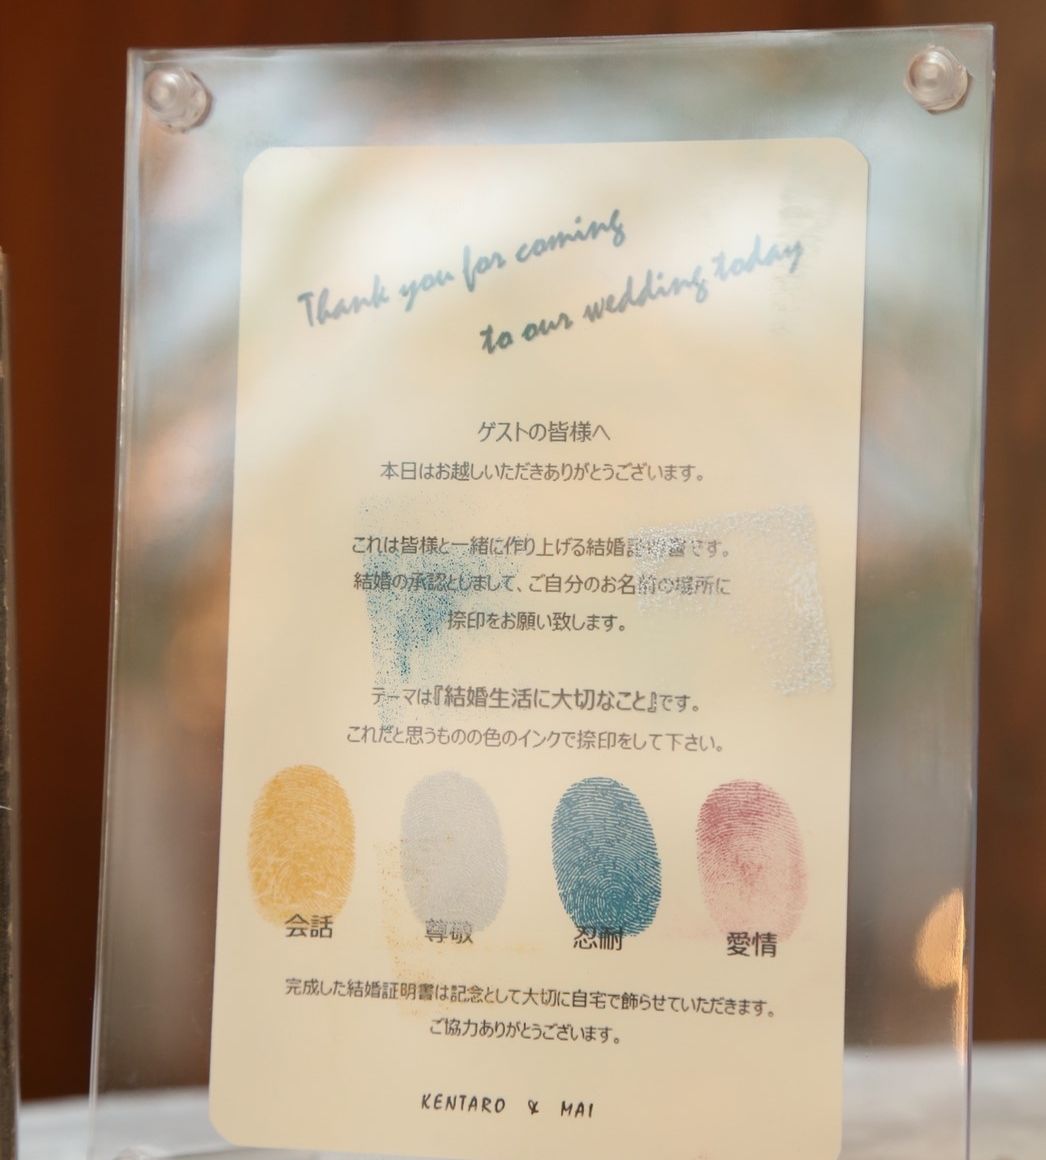 Thank you for coming
to our wedding today
ゲストの皆様へ
本日はお越しいただきありがとうございます。
これは皆様と一緒に作り上げる結婚証明書です。
結婚の承認としまして、ご自分のお名前の場所に
捺印をお願い致します。
テーマは『結婚生活に大切なこと』です。
これだと思うものの色のインクで捺印をして下さい。
会話 尊敬 忍耐 愛情
完成した結婚証明書は記念として大切に自宅で飾らせていただきます。
ご協力ありがとうございます。
KENTARO & MAI